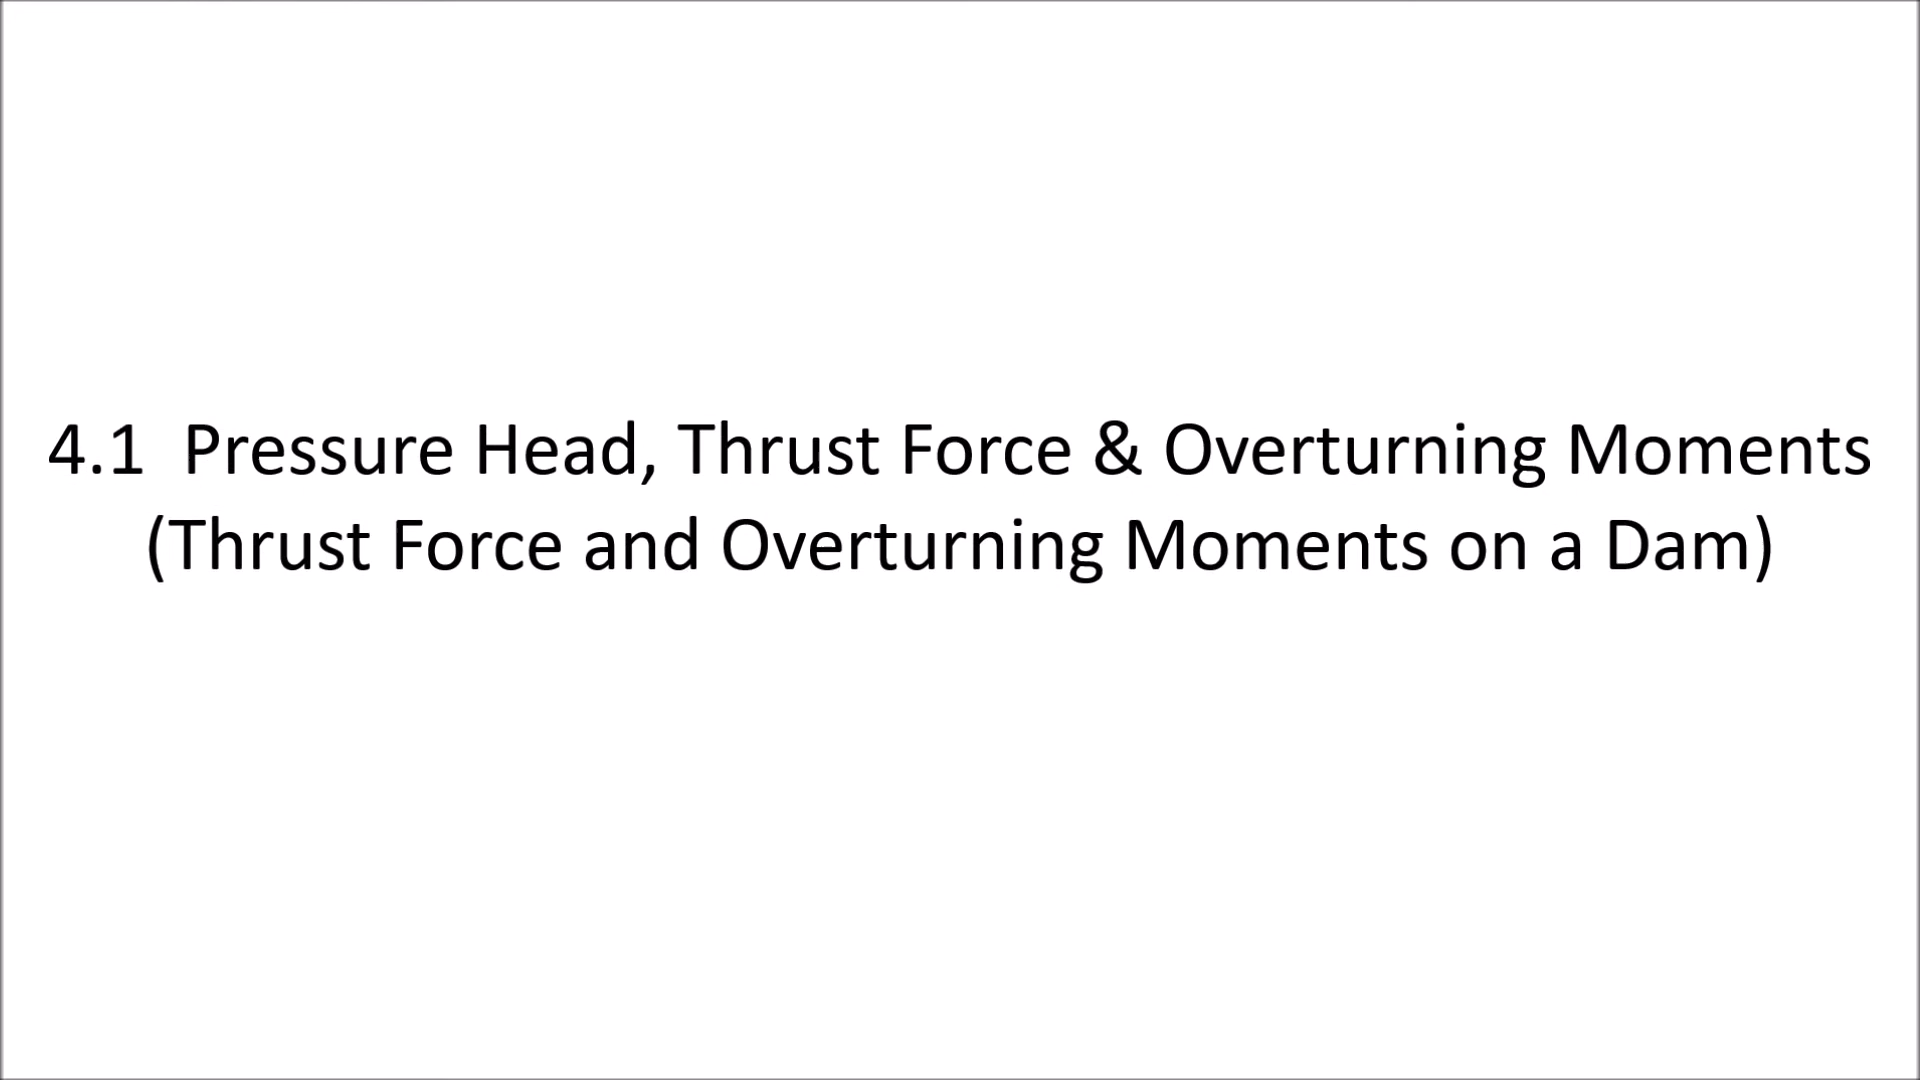 4.1  Pressure Head, Thrust Force & Overturning Moments
(Thrust Force and Overturning Moments on a Dam)